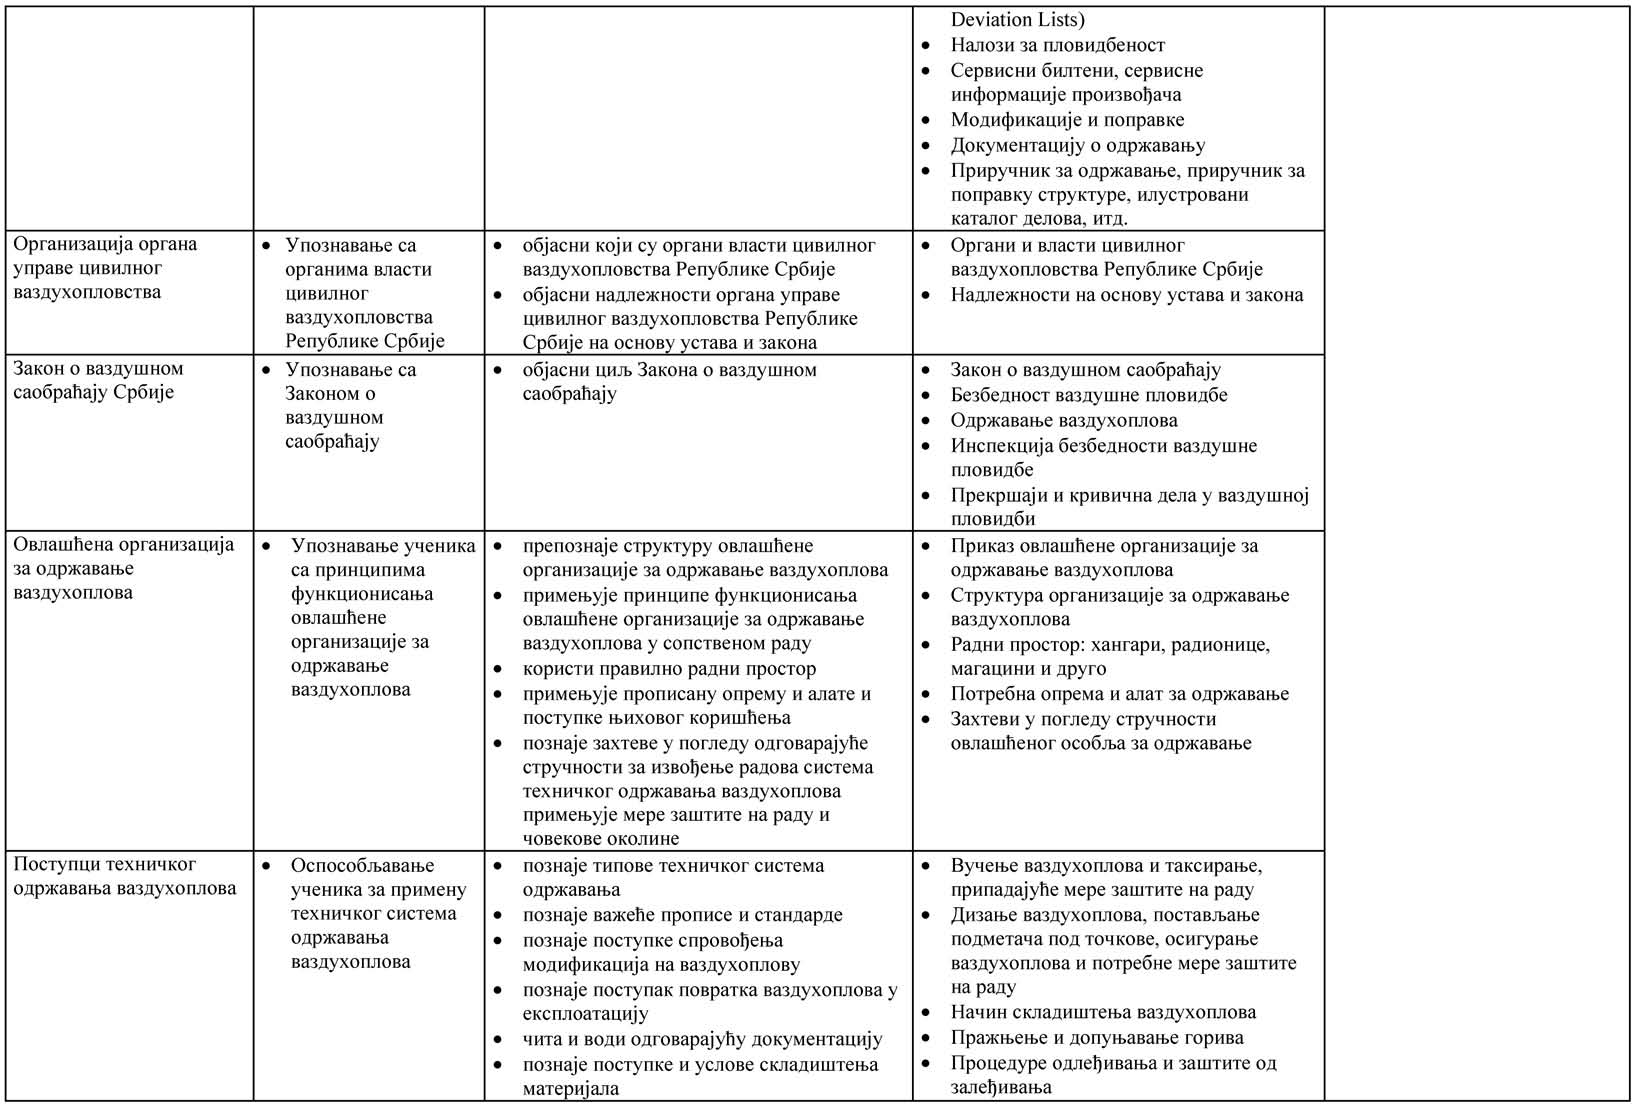 Deviation Lists)
• Налози за пловидбеност
• Сервисни билтени, сервисне
информације произвођача
• Модификације и поправке
• Документацију о одржавању
• Приручник за одржавање, приручник за
поправку структуре, илустровани
каталог делова, итд.
Организација органа
управе цивилног
ваздухопловства
• Упознавање са
органима власти
цивилног
ваздухопловства
Републике Србије
• објасни који су органи власти цивилног
ваздухопловства Републике Србије
• објасни надлежности органа управе
цивилног ваздухопловства Републике
Србије на основу устава и закона
• Органи и власти цивилног
ваздухопловства Републике Србије
• Надлежности на основу устава и закона
Закон о ваздушном
саобраћају Србије
• Упознавање са
Законом о
ваздушном
саобраћају
• објасни циљ Закона о ваздушном
саобраћају
• Закон о ваздушном саобраћају
• Безбедност ваздушне пловидбе
• Одржавање ваздухоплова
• Инспекција безбедности ваздушне
пловидбе
• Прекршаји и кривична дела у ваздушној
пловидби
Овлашћена организација
за одржавање
ваздухоплова
• Упознавање ученика
са принципима
функционисања
овлашћене
организације за
одржавање
ваздухоплова
• препознаје структуру овлашћене
организације за одржавање ваздухоплова
• примењује принципе функционисања
овлашћене организације за одржавање
ваздухоплова у сопственом раду
• користи правилно радни простор
• примењује прописану опрему и алате и
поступке њиховог коришћења
• познаје захтеве у погледу одговарајуће
стручности за извођење радова система
техничког одржавања ваздухоплова
примењује мере заштите на раду и
човекове околине
• Приказ овлашћене организације за
одржавање ваздухоплова
• Структура организације за одржавање
ваздухоплова
• Радни простор: хангари, радионице,
магацини и друго
• Потребна опрема и алат за одржавање
• Захтеви у погледу стручности
овлашћеног особља за одржавање
Поступци техничког
одржавања ваздухоплова
• Оспособљавање
ученика за примену
техничког система
одржавања
ваздухоплова
• познаје типове техничког система
одржавања
• познаје важеће прописе и стандарде
• познаје поступке спровођења
модификација на ваздухоплову
• познаје поступак повратка ваздухоплова у
експлоатацију
• чита и води одговарајућу документацију
• познаје поступке и услове складиштења
материјала
• Вучење ваздухоплова и таксирање,
припадајуће мере заштите на раду
• Дизање ваздухоплова, постављање
подметача под точкове, осигурање
ваздухоплова и потребне мере заштите
на раду
• Начин складиштења ваздухоплова
• Пражњење и допуњавање горива
• Процедуре одлеђивања и заштите од
залеђивања